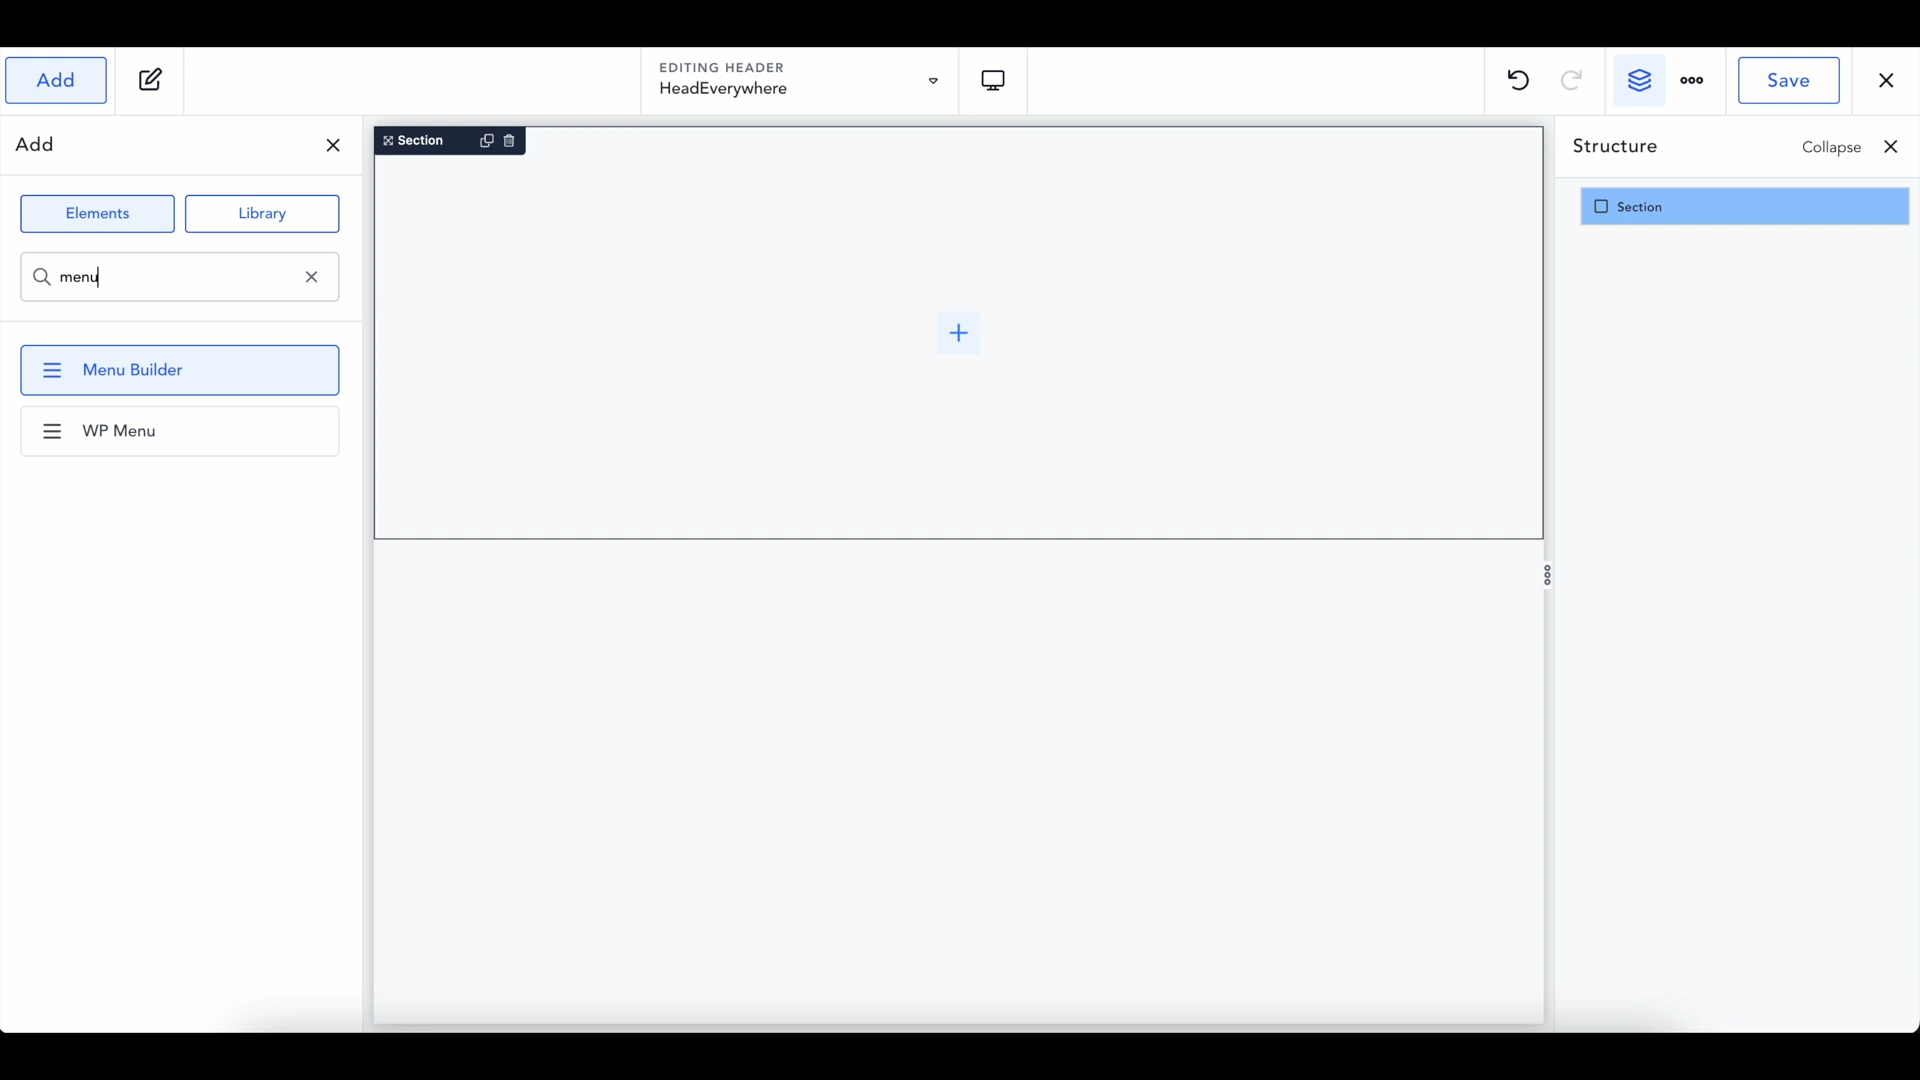 Add
EDITING HEADER
HeadEverywhere
Save
Add
Elements
Library
menu
Menu Builder
WP Menu
Section
Structure
Collapse
Section